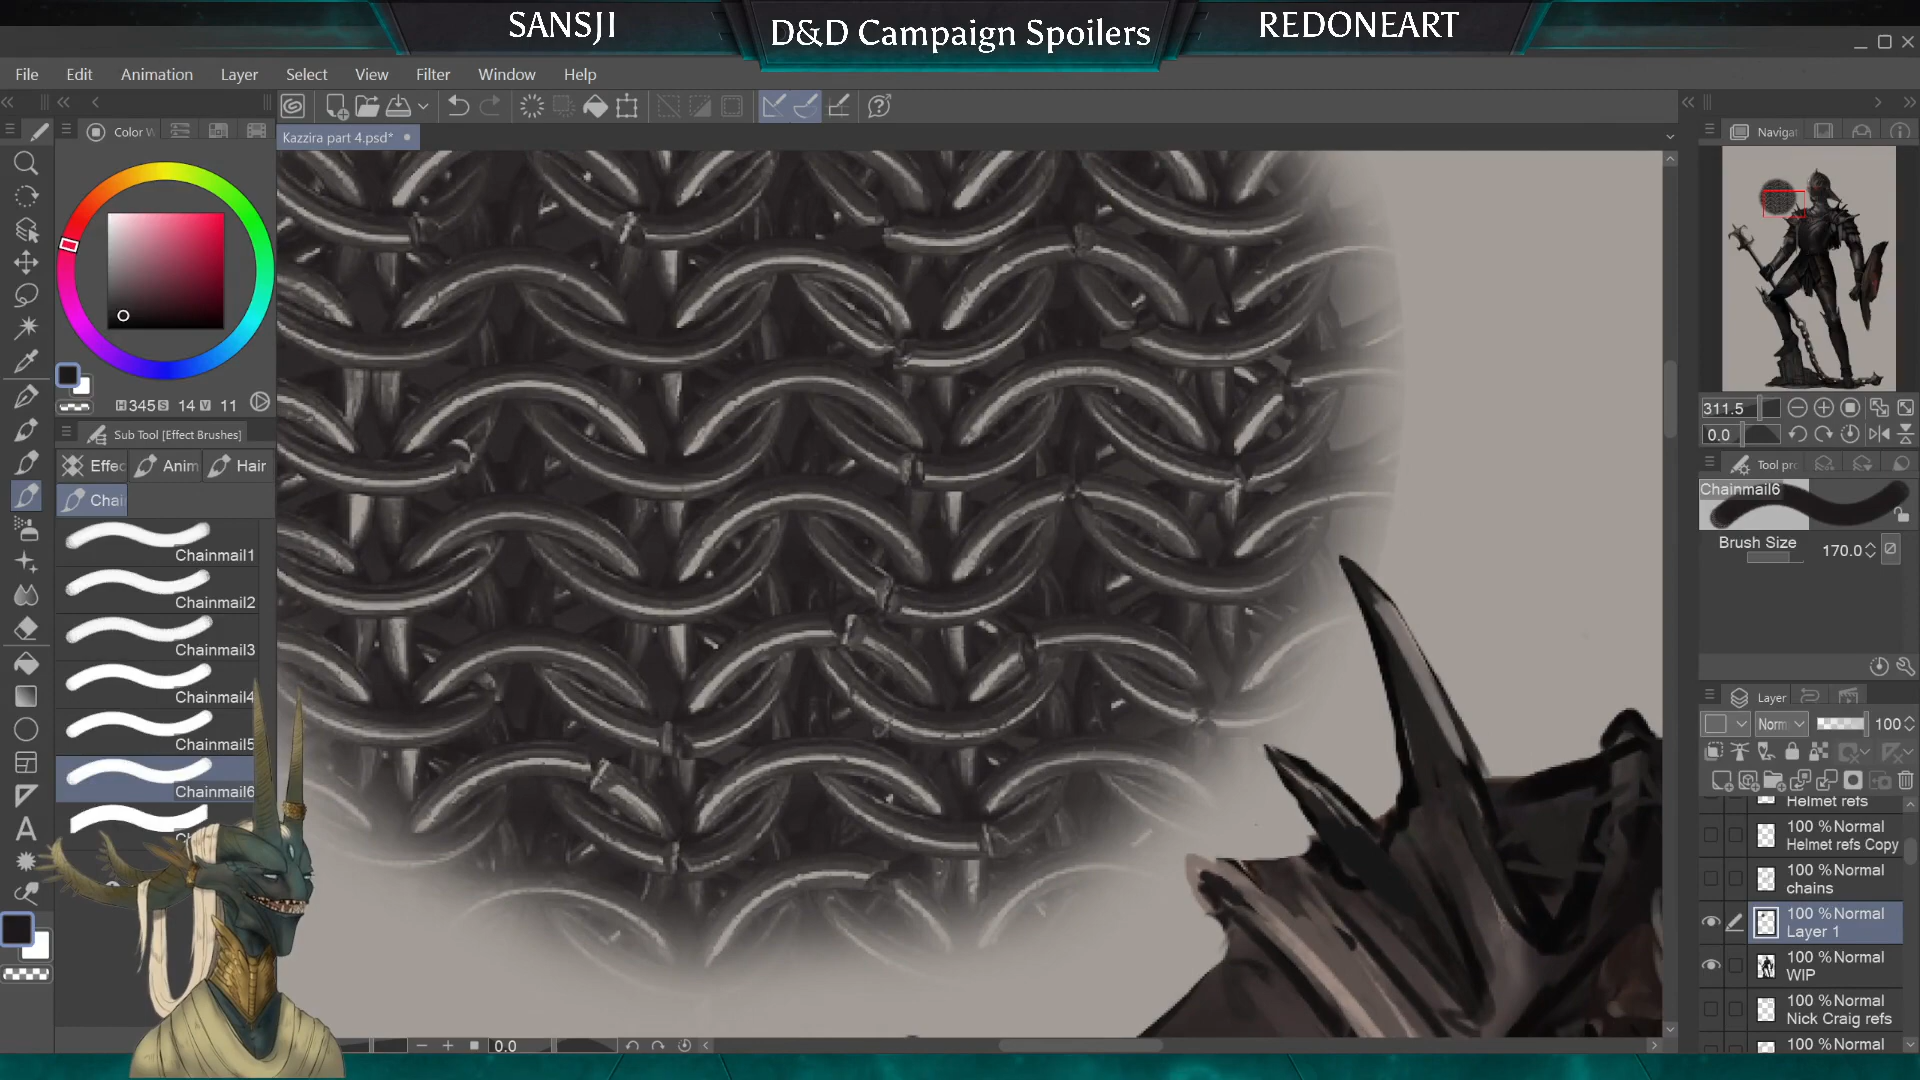 SANSJI
D&D Campaign Spoilers
REDONEART
File Edit Animation Layer Select View Filter Window Help
Color W
Kazzira part 4.psd*
Navigat
H 345 S 14 V 11
Sub Tool [Effect Brushes]
Effec Anim Hair
Chai
Chainmail1
Chainmail2
Chainmail3
Chainmail4
Chainmail5
Chainmail6
311.5
0.0
Tool pro
Chainmail6
Brush Size 170.0
Layer
Norm 100
Helmet refs
100 %Normal
Helmet refs Copy
100 %Normal
chains
100 %Normal
Layer 1
100 %Normal
WIP
100 %Normal
Nick Craig refs
100 %Normal
0.0